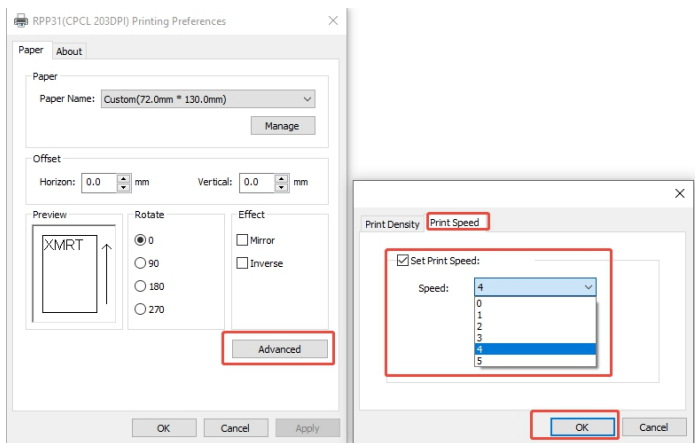 RPP31(CPCL 203DPI) Printing Preferences
Paper About
Paper
Paper Name: Custom(72.0mm * 130.0mm)
Manage
Offset
Horizon: 0.0 mm Vertical: 0.0 mm
Preview Rotate Effect
XMRT
0
90
180
270
Mirror
Inverse
Advanced
OK Cancel Apply
Print Density Print Speed
Set Print Speed:
Speed: 4
0
1
2
3
4
5
OK Cancel